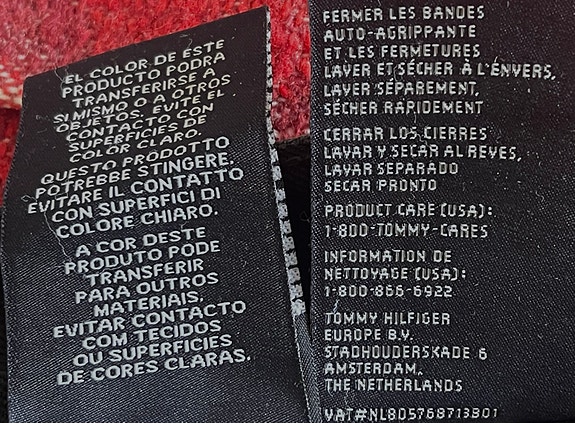 EL COLOR DE ESTE
PRODUCTO PODRA
TRANSFERIRSE A
SI MISMO O A OTROS
OBJETOS. EVITE EL
CONTACTO CON
SUPERFICIES DE
COLOR CLARO.
QUESTO PRODOTTO
POTREBBE STINGERE.
EVITARE IL CONTATTO
CON SUPERFICI DI
COLORE CHIARO.
A COR DESTE
PRODUTO PODE
TRANSFERIR
PARA OUTROS
MATERIAIS,
EVITAR CONTACTO
COM TECIDOS
OU SUPERFICIES
DE CORES CLARAS.
FERMER LES BANDES
AUTO-AGRIPPANTE
ET LES FERMETURES
LAVER ET SÉCHER À L'ÉNVERS,
LAVER SÉPAREMENT,
SÉCHER RAPIDEMENT
CERRAR LOS CIERRES
LAVAR Y SECAR AL REVES,
LAVAR SEPARADO
SECAR PRONTO
PRODUCT CARE (USA):
1-800-TOMMY-CARES
INFORMATION DE
NETTOYAGE (USA):
1-800-866-6922
TOMMY HILFIGER
EUROPE B.V.
STADHOUDERSKADE 6
AMSTERDAM,
THE NETHERLANDS
VAT#NL805768713B01